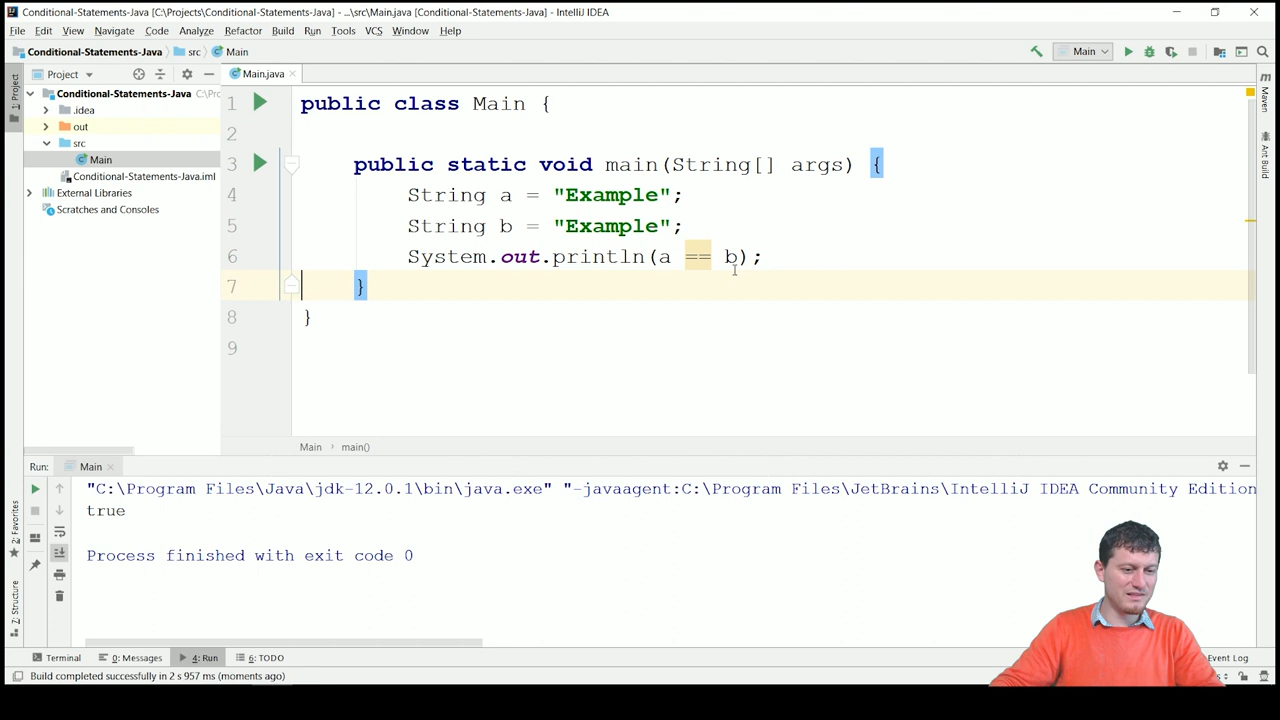 Conditional-Statements-Java [C:\Projects\Conditional-Statements-Java] - ...\src\Main.java [Conditional-Statements-Java] - IntelliJ IDEA
File Edit View Navigate Code Analyze Refactor Build Run Tools VCS Window Help
Conditional-Statements-Java src Main Main
Project Main.java
1: Project
Conditional-Statements-Java C:\Pro
.idea
out
src
Main
Conditional-Statements-Java.iml
External Libraries
Scratches and Consoles
1 public class Main {
2
3 public static void main(String[] args) {
4 String a = "Example";
5 String b = "Example";
6 System.out.println(a == b);
7 }
8 }
9
Maven
Ant Build
Main main()
Run: Main
"C:\Program Files\Java\jdk-12.0.1\bin\java.exe" "-javaagent:C:\Program Files\JetBrains\IntelliJ IDEA Community Edition
true
Process finished with exit code 0
2: Favorites
7: Structure
Terminal 0: Messages 4: Run 6: TODO Event Log
Build completed successfully in 2 s 957 ms (moments ago)